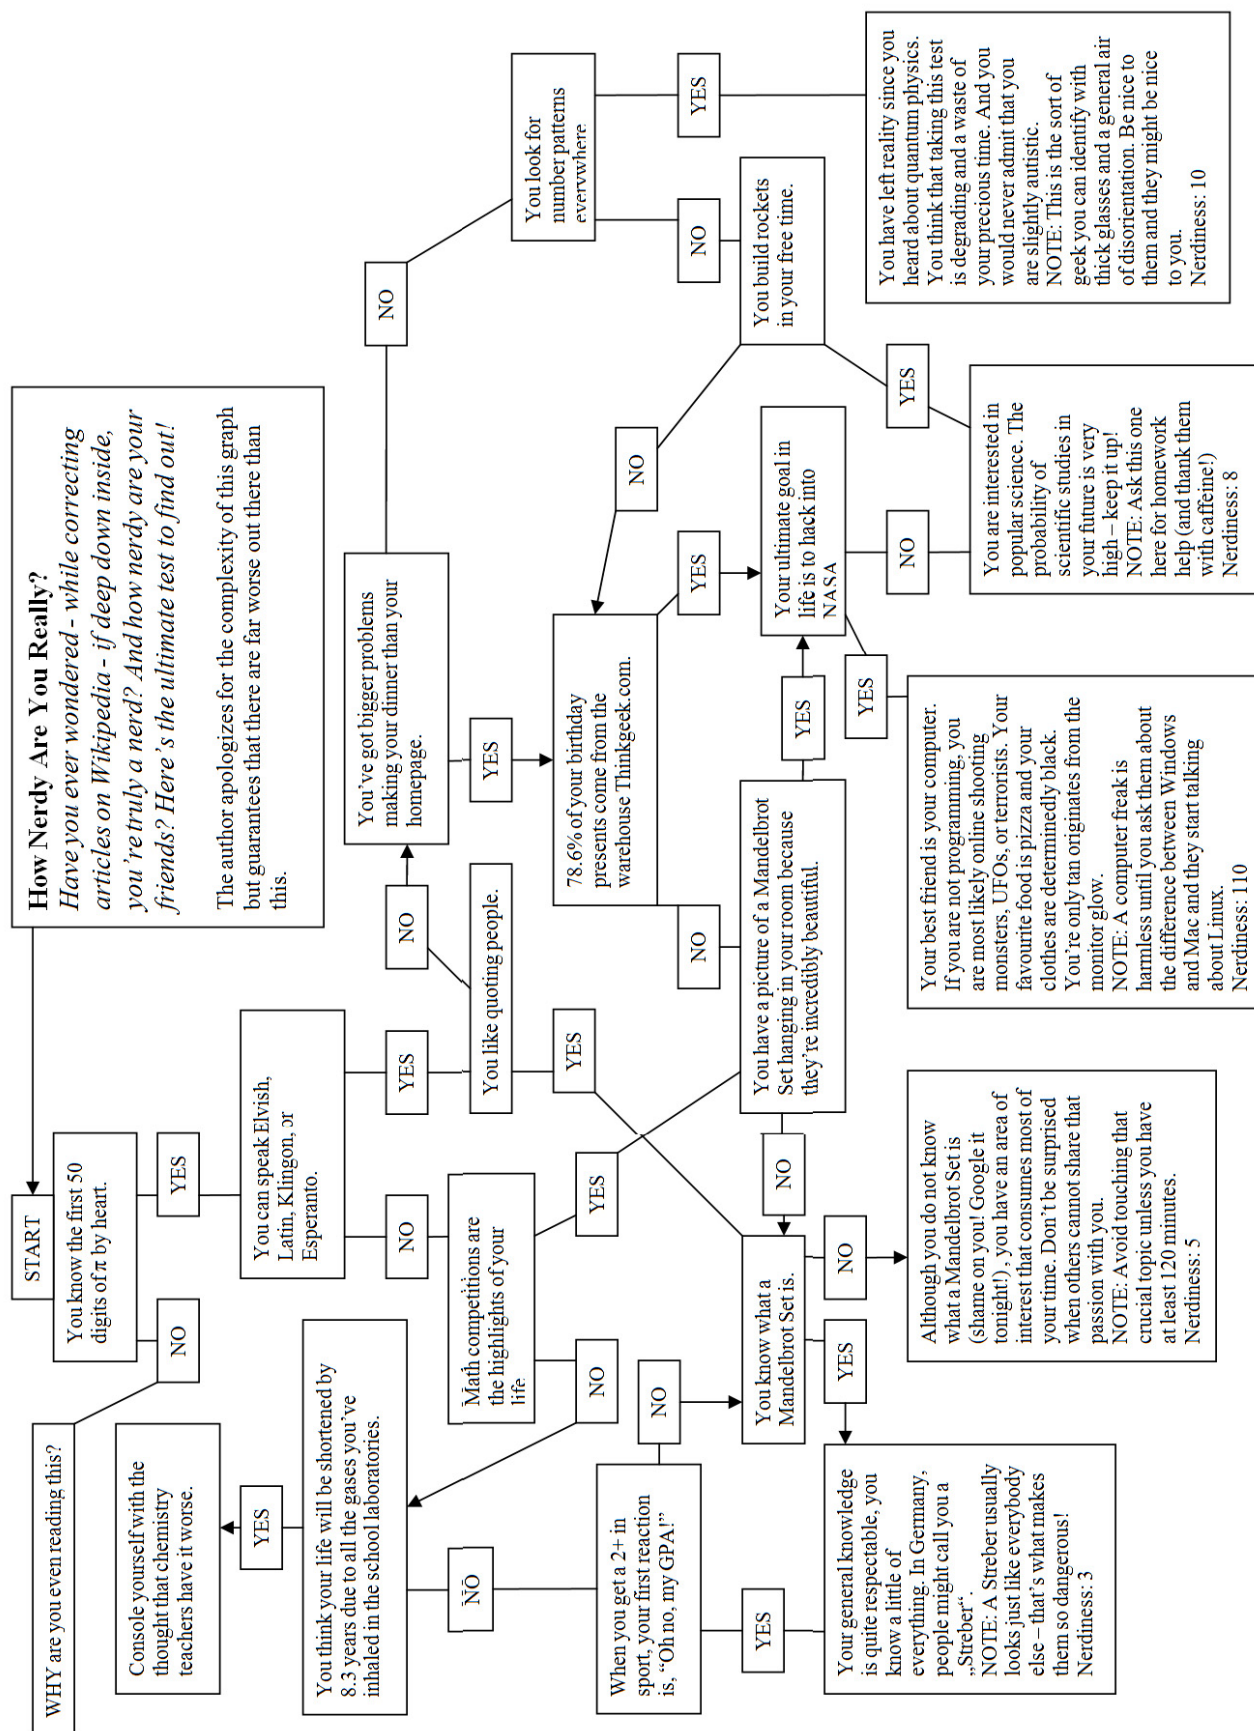 How Nerdy Are You Really?
Have you ever wondered - while correcting
articles on Wikipedia - if deep down inside,
you're truly a nerd? And how nerdy are your
friends? Here's the ultimate test to find out!
The author apologizes for the complexity of this graph
but guarantees that there are far worse out there than
this.
START
You know the first 50
digits of π by heart.
NO
YES
WHY are you even reading this?
You can speak Elvish,
Latin, Klingon, or
Esperanto.
NO
YES
Console yourself with the
thought that chemistry
teachers have it worse.
YES
You think your life will be shortened by
8.3 years due to all the gases you've
inhaled in the school laboratories.
NO
Math competitions are
the highlights of your
life.
NO
YES
You like quoting people.
NO
YES
You've got bigger problems
making your dinner than your
homepage.
YES
NO
You look for
number patterns
everywhere.
NO
YES
When you get a 2+ in
sport, your first reaction
is, “Oh no, my GPA!”
NO
YES
78.6% of your birthday
presents come from the
warehouse Thinkgeek.com.
NO
YES
NO
You build rockets
in your free time.
YES
You know what a
Mandelbrot Set is.
YES
NO
You have a picture of a Mandelbrot
Set hanging in your room because
they're incredibly beautiful.
NO
YES
Your ultimate goal in
life is to hack into
NASA
YES
NO
Your general knowledge
is quite respectable, you
know a little of
everything. In Germany,
people might call you a
„Streber“.
NOTE: A Streber usually
looks just like everybody
else – that's what makes
them so dangerous!
Nerdiness: 3
Although you do not know
what a Mandelbrot Set is
(shame on you! Google it
tonight!), you have an area of
interest that consumes most of
your time. Don't be surprised
when others cannot share that
passion with you.
NOTE: Avoid touching that
crucial topic unless you have
at least 120 minutes.
Nerdiness: 5
Your best friend is your computer.
If you are not programming, you
are most likely online shooting
monsters, UFOs, or terrorists. Your
favourite food is pizza and your
clothes are determinedly black.
You're only tan originates from the
monitor glow.
NOTE: A computer freak is
harmless until you ask them about
the difference between Windows
and Mac and they start talking
about Linux.
Nerdiness: 110
You are interested in
popular science. The
probability of
scientific studies in
your future is very
high – keep it up!
NOTE: Ask this one
here for homework
help (and thank them
with caffeine!)
Nerdiness: 8
You have left reality since you
heard about quantum physics.
You think that taking this test
is degrading and a waste of
your precious time. And you
would never admit that you
are slightly autistic.
NOTE: This is the sort of
geek you can identify with
thick glasses and a general air
of disorientation. Be nice to
them and they might be nice
to you.
Nerdiness: 10